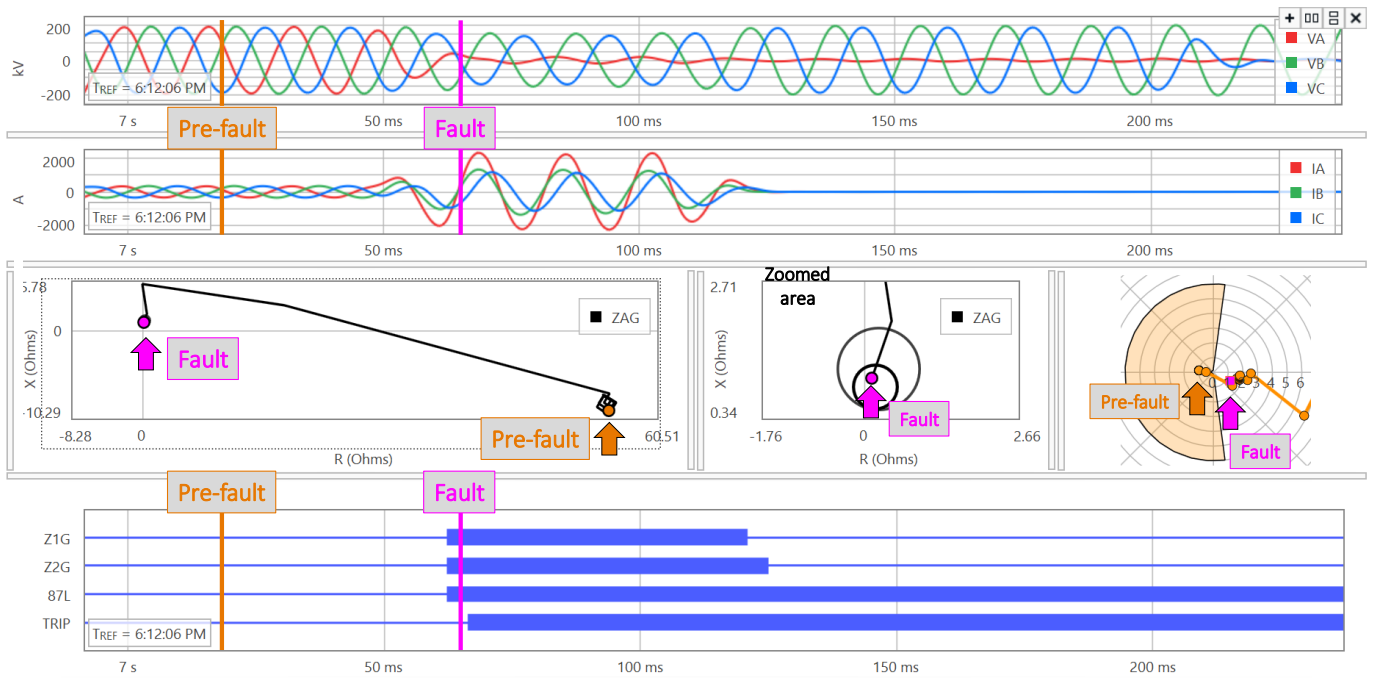 200
0
-200
kV
TREF = 6:12:06 PM
VA
VB
VC
7 s
50 ms
100 ms
150 ms
200 ms
Pre-fault
Fault
2000
0
-2000
A
TREF = 6:12:06 PM
IA
IB
IC
7 s
50 ms
100 ms
150 ms
200 ms
5.78
0
-10.29
X (Ohms)
ZAG
Fault
Pre-fault
-8.28
0
60.51
R (Ohms)
Zoomed
area
2.71
0.34
X (Ohms)
ZAG
Fault
-1.76
0
2.66
R (Ohms)
0 2 3 4 5 6
Pre-fault
Fault
Pre-fault
Fault
Z1G
Z2G
87L
TRIP
TREF = 6:12:06 PM
7 s
50 ms
100 ms
150 ms
200 ms